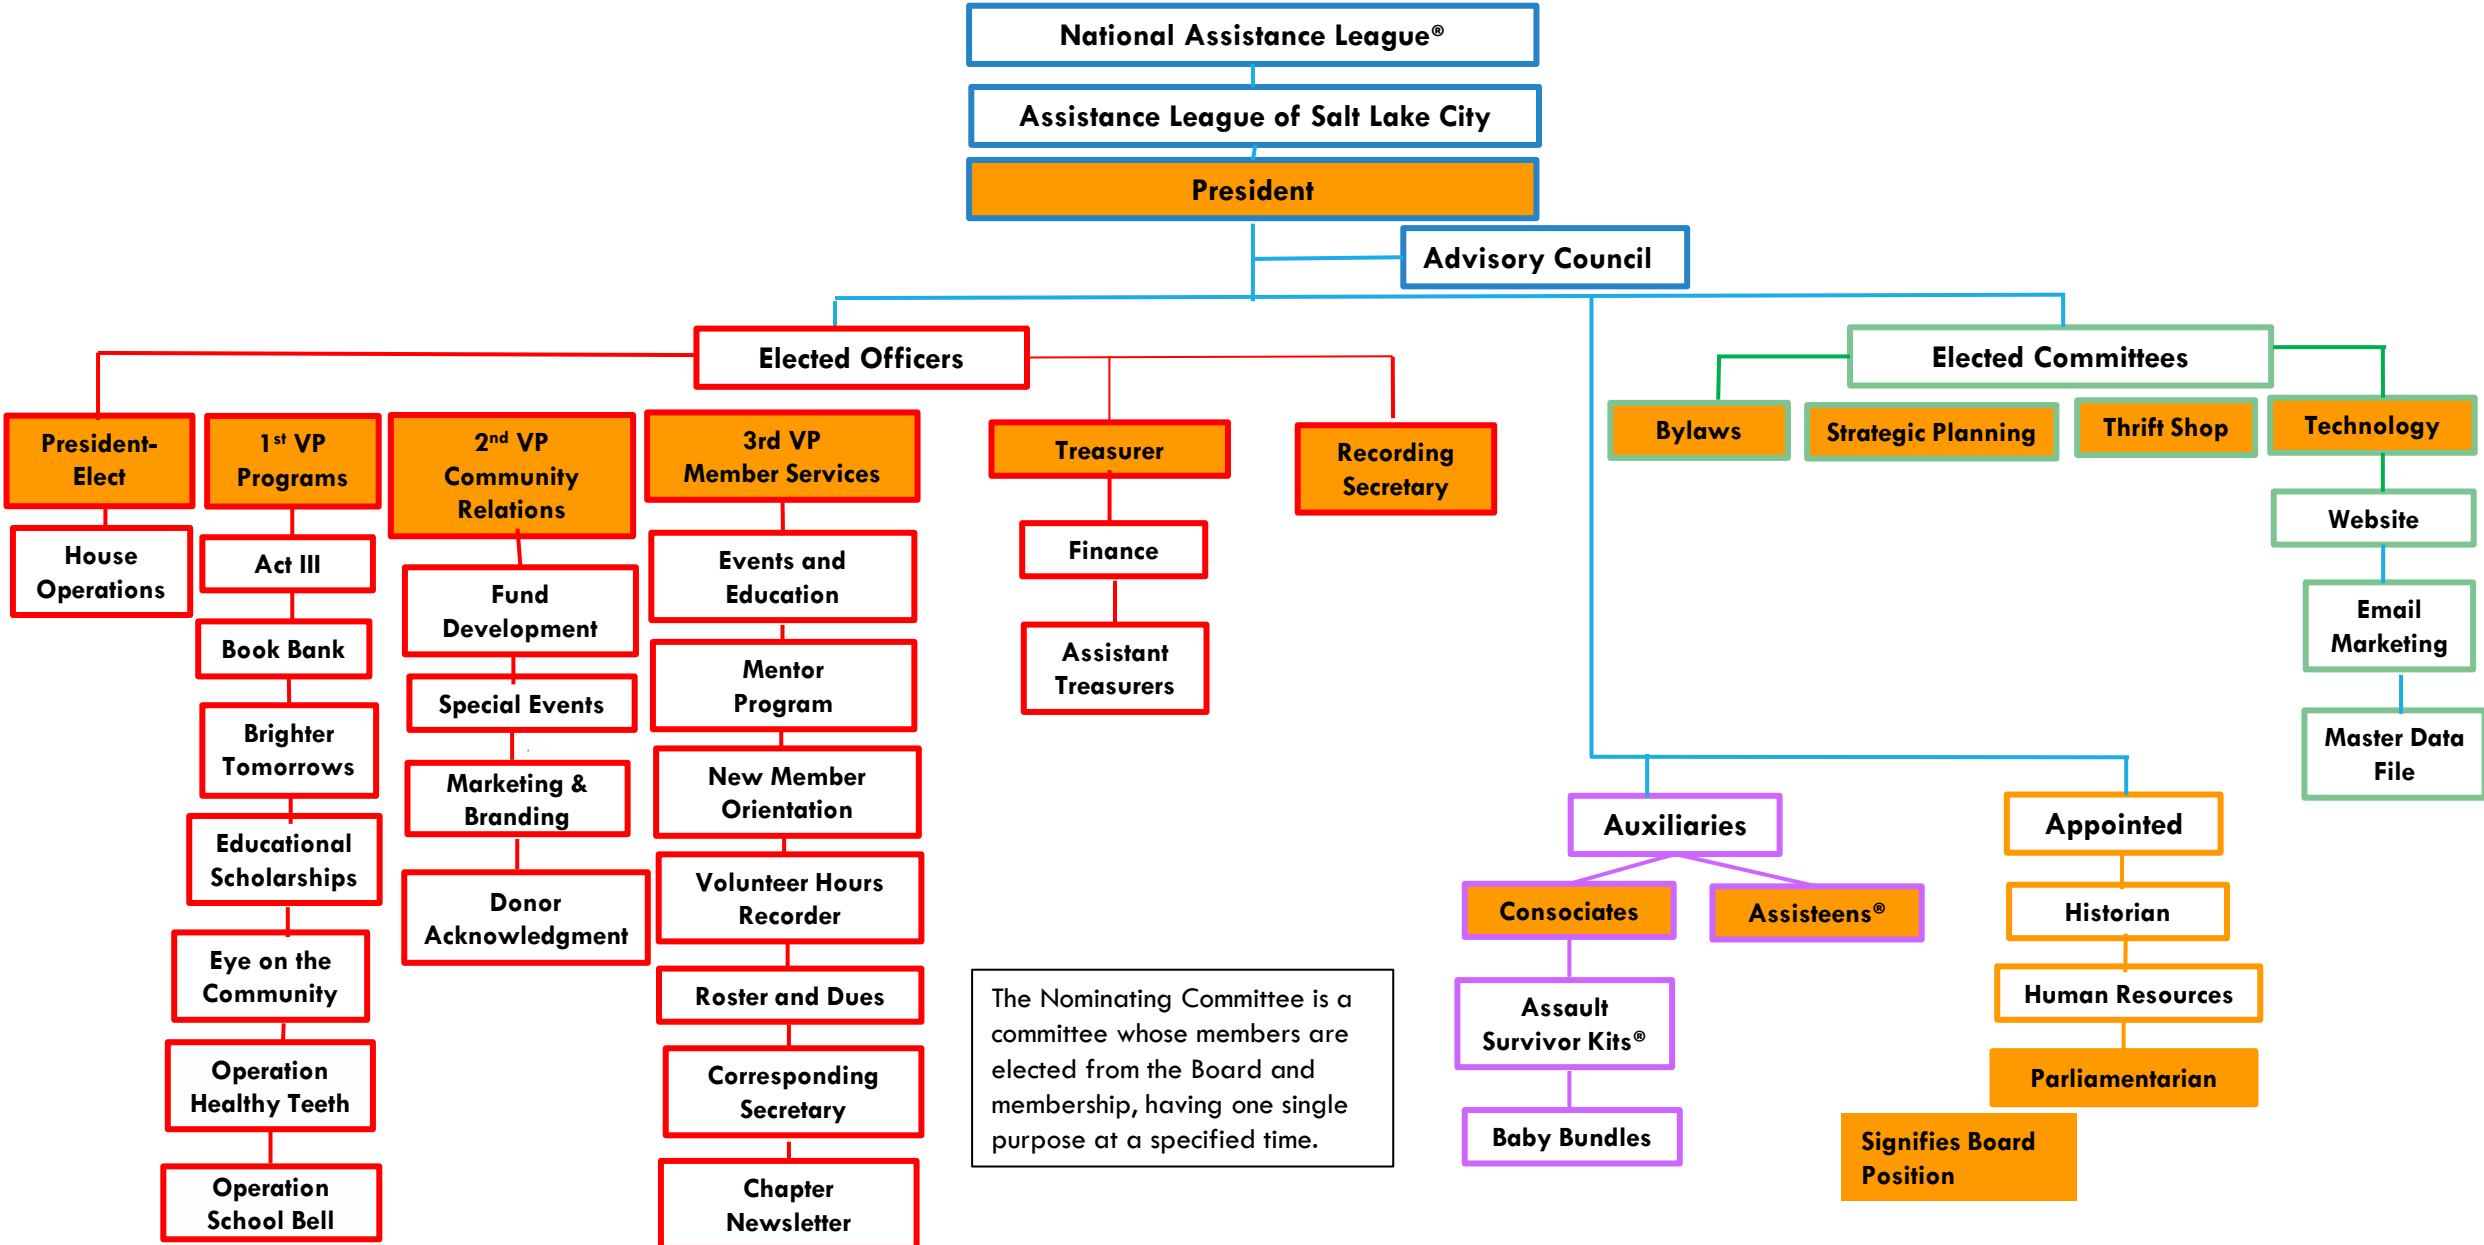 National Assistance League®
Assistance League of Salt Lake City
President
Advisory Council
Elected Officers
Elected Committees
President-
Elect
House
Operations
1st VP
Programs
Act III
Book Bank
Brighter
Tomorrows
Educational
Scholarships
Eye on the
Community
Operation
Healthy Teeth
Operation
School Bell
2nd VP
Community
Relations
Fund
Development
Special Events
Marketing &
Branding
Donor
Acknowledgment
3rd VP
Member Services
Events and
Education
Mentor
Program
New Member
Orientation
Volunteer Hours
Recorder
Roster and Dues
Corresponding
Secretary
Chapter
Newsletter
Treasurer
Finance
Assistant
Treasurers
Recording
Secretary
Bylaws
Strategic Planning
Thrift Shop
Technology
Website
Email
Marketing
Master Data
File
Auxiliaries
Consociates
Assisteens®
Assault
Survivor Kits®
Baby Bundles
Appointed
Historian
Human Resources
Parliamentarian
Signifies Board
Position
The Nominating Committee is a
committee whose members are
elected from the Board and
membership, having one single
purpose at a specified time.